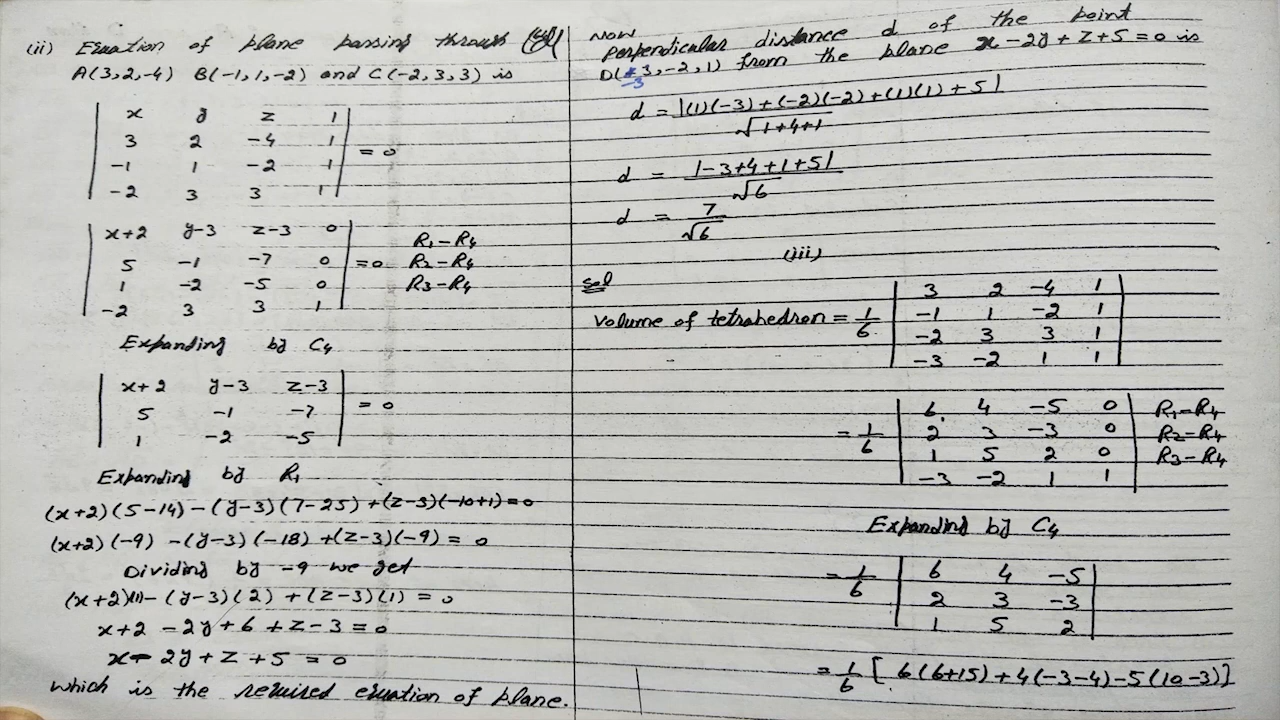 (ii) Equation of plane passing through
A(3,2,-4) B(-1,1,-2) and C(-2,3,3) is
| x y z 1 |
| 3 2 -4 1 |
| -1 1 -2 1 | = 0
| -2 3 3 1 |
| x+2 y-3 z-3 0 | R₁-R₄
| 5 -1 -7 0 | =0 R₂-R₄
| 1 -2 -5 0 | R₃-R₄
| -2 3 3 1 |
Expanding by C₄
| x+2 y-3 z-3 |
| 5 -1 -7 | = 0
| 1 -2 -5 |
Expanding by R₁
(x+2)(5-14)-(y-3)(7-25)+(z-3)(-10+1)=0
(x+2)(-9) -(y-3)(-18) +(z-3)(-9) = 0
Dividing by -9 we get
(x+2)(1)-(y-3)(2)+(z-3)(1) = 0
x+2 -2y+6 +z-3=0
x-2y+z+5 = 0
which is the required equation of plane.
Now
perpendicular distance d of the point
D(-3,-2,1) from the plane x-2y+z+5=0 is
d = |(1)(-3)+(-2)(-2)+(1)(1)+5| / √1+4+1
d = |-3+4+1+5| / √6
d = 7/√6
(iii)
Sol
Volume of tetrahedron = 1/6
| 3 2 -4 1 |
| -1 1 -2 1 |
| -2 3 3 1 |
| -3 -2 1 1 |
= 1/6
| 6 4 -5 0 | R₁-R₄
| 2 3 -3 0 | R₂-R₄
| 1 5 2 0 | R₃-R₄
| -3 -2 1 1 |
Expanding by C₄
= 1/6
| 6 4 -5 |
| 2 3 -3 |
| 1 5 2 |
= 1/6 [6(6+15)+4(-3-4)-5(10-3)]